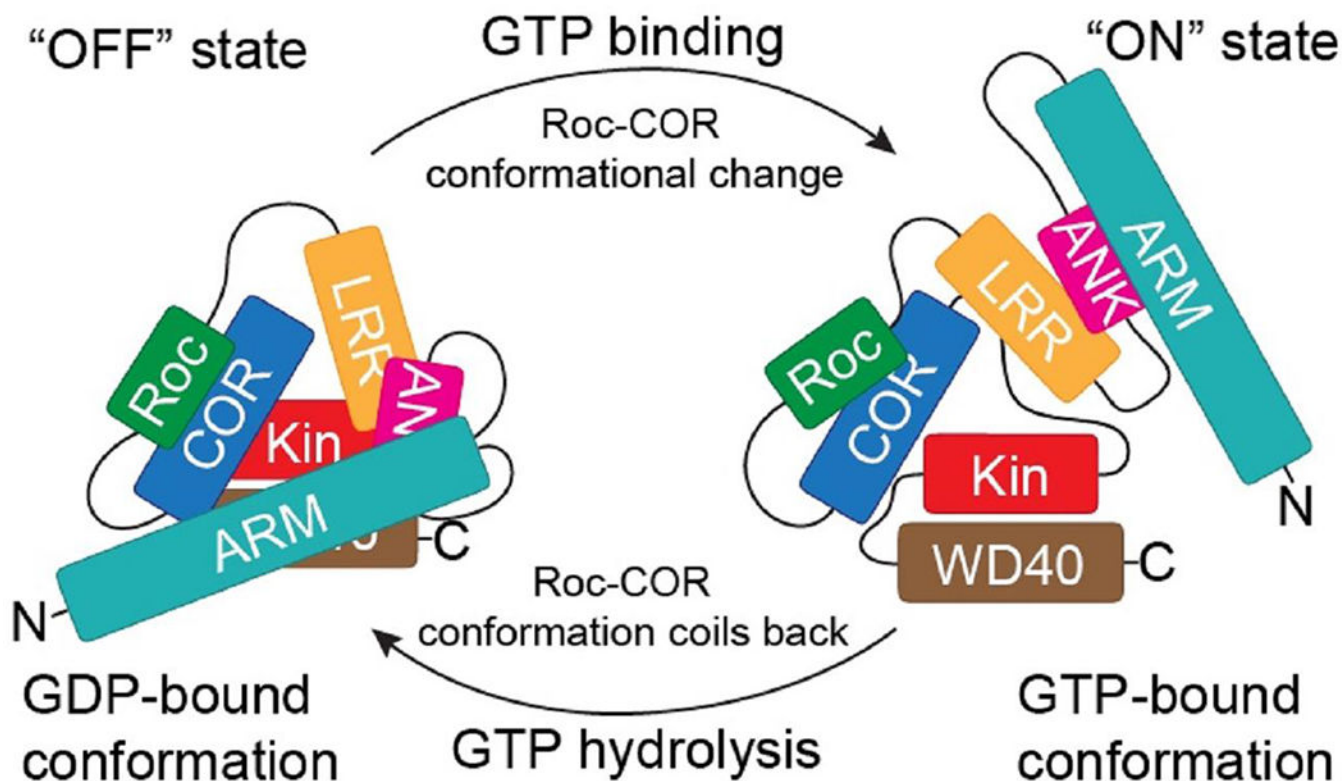 “OFF” state
GTP binding
“ON” state
Roc-COR
conformational change
LRR
Roc
COR
Kin
ARM
C
N
GDP-bound
conformation
ARM
ANK
LRR
Roc
COR
Kin
WD40
C
N
Roc-COR
conformation coils back
GTP hydrolysis
GTP-bound
conformation